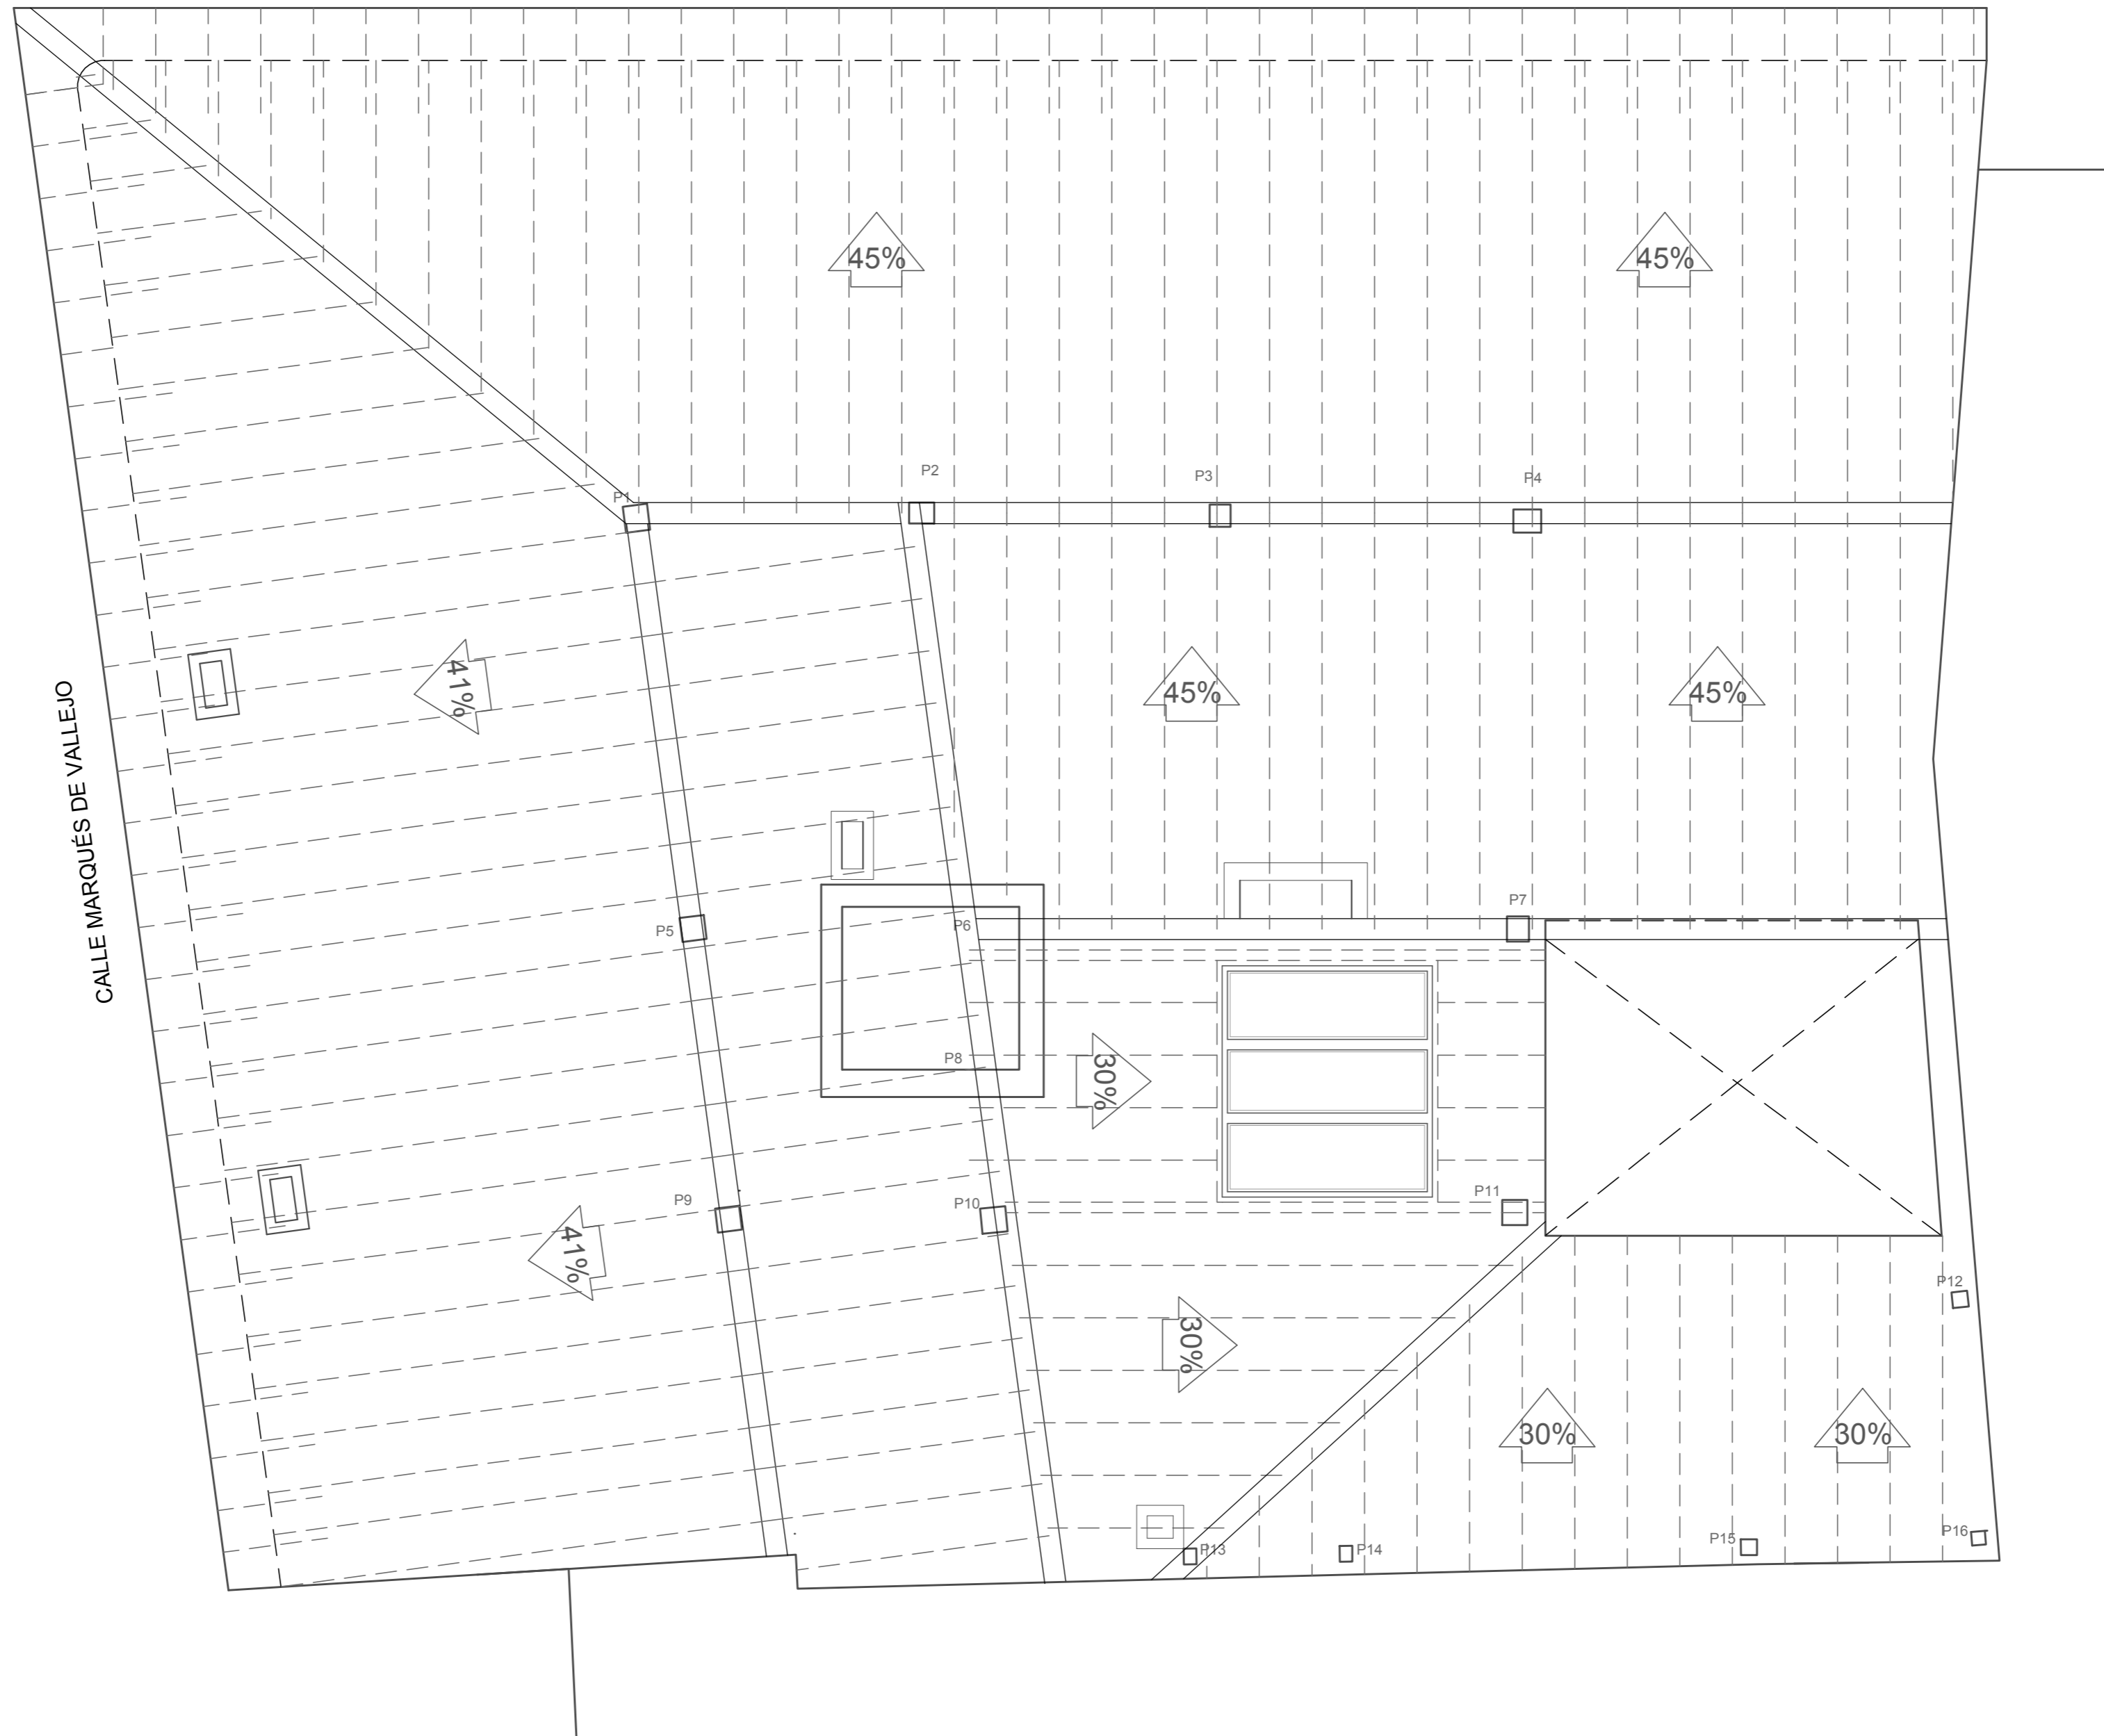 45%
45%
P2
P3
P4
P1
41%
45%
45%
CALLE MARQUÉS DE VALLEJO
P7
P5
P6
P8
30%
P9
P10
P11
41%
P12
30%
30%
30%
P13
P14
P15
P16